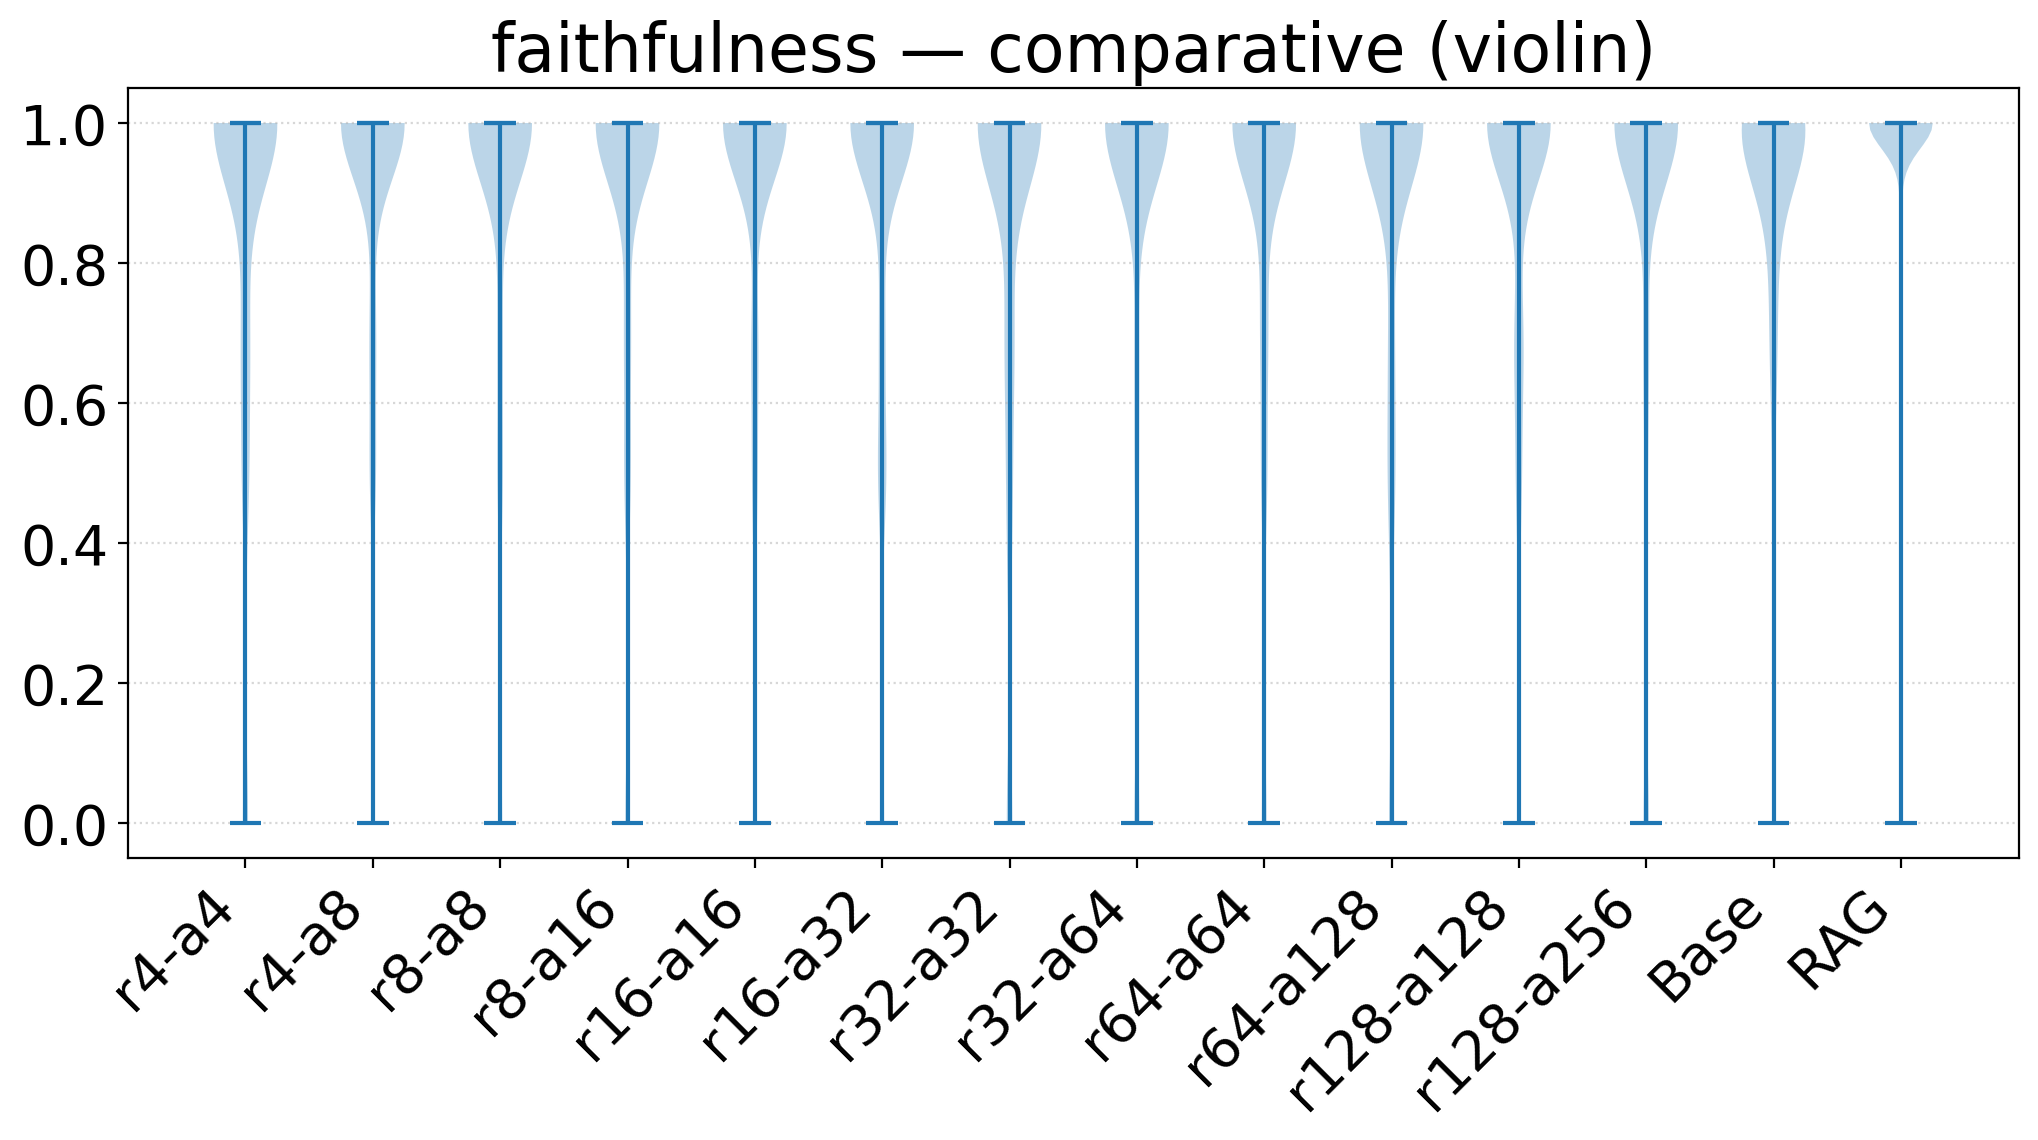 faithfulness — comparative (violin)
1.0
0.8
0.6
0.4
0.2
0.0
r4-a4
r4-a8
r8-a8
r8-a16
r16-a16
r16-a32
r32-a32
r32-a64
r64-a64
r64-a128
r128-a128
r128-a256
Base
RAG